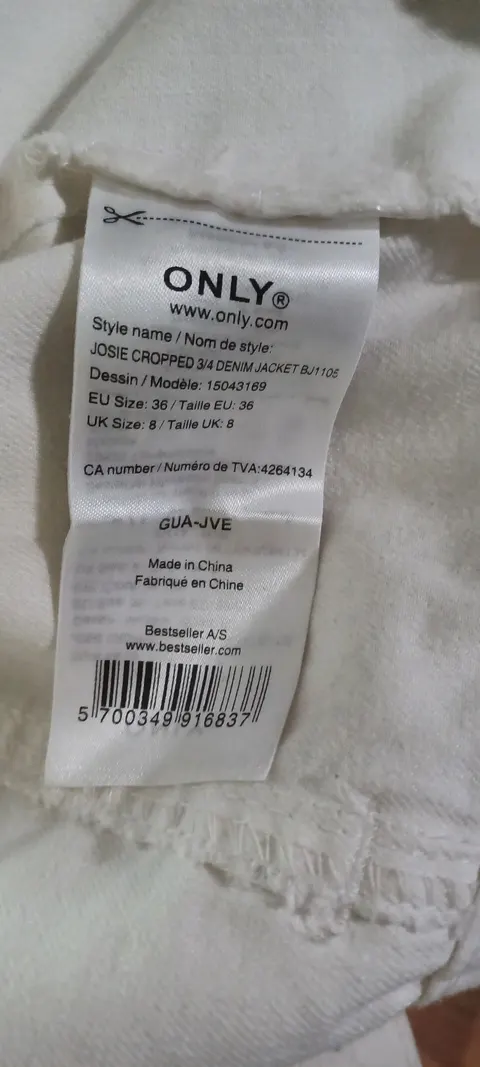 ONLY®
www.only.com
Style name / Nom de style:
JOSIE CROPPED 3/4 DENIM JACKET BJ1105
Dessin / Modèle: 15043169
EU Size: 36 / Taille EU: 36
UK Size: 8 / Taille UK: 8
CA number / Numéro de TVA:4264134
GUA-JVE
Made in China
Fabriqué en Chine
Bestseller A/S
www.bestseller.com
5 700349 916837